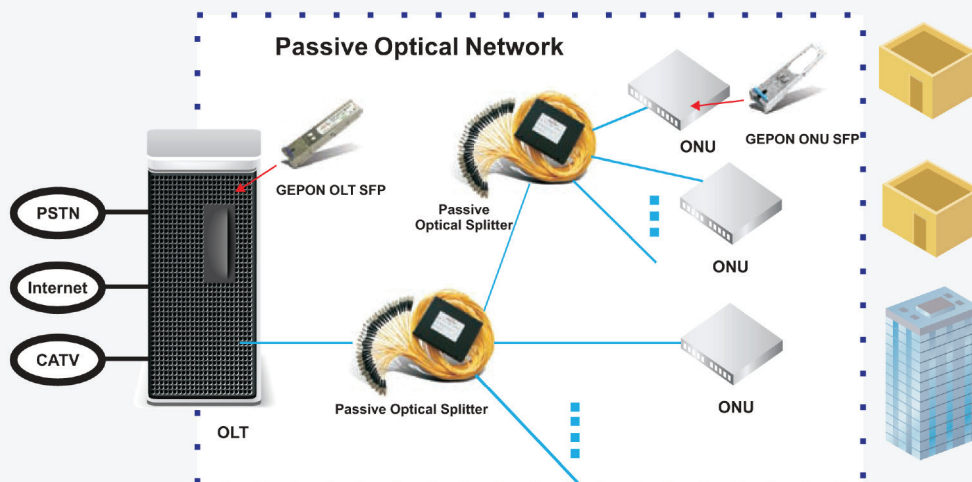 Passive Optical Network
GEPON OLT SFP
ONU
GEPON ONU SFP
PSTN
Passive
Optical Splitter
ONU
Internet
CATV
Passive Optical Splitter
ONU
OLT